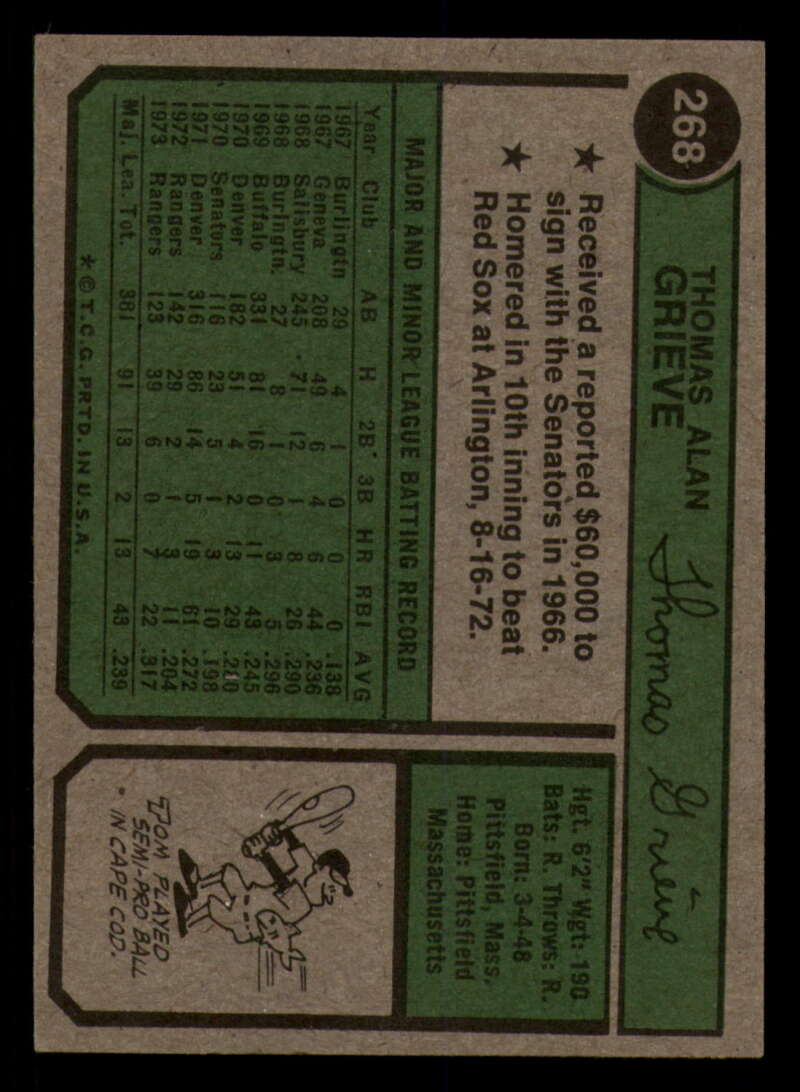 268
THOMAS ALAN
GRIEVE
Thomas Grieve
★ Received a reported $60,000 to
sign with the Senators in 1966.
★ Homered in 10th inning to beat
Red Sox at Arlington, 8-16-72.
MAJOR AND MINOR LEAGUE BATTING RECORD
Year Club AB H 2B 3B HR RBI AVG
1967 Burlingtn 29 4 1 0 0 0 .138
1967 Geneva 208 49 6 4 6 44 .236
1968 Salisbury 245 71 12 1 8 26 .290
1968 Burlngtn. 27 8 1 0 3 5 .296
1969 Buffalo 331 81 16 0 11 43 .245
1970 Denver 182 51 4 2 13 29 .280
1970 Senators 116 23 5 1 3 10 .198
1971 Denver 316 86 14 5 19 61 .272
1972 Rangers 142 29 2 1 3 11 .204
1973 Rangers 123 39 6 0 7 22 .317
Maj. Lea. Tot. 381 91 13 2 13 43 .239
* © T.C.G. PRTD. IN U.S.A.
Hgt. 6'2" Wgt: 190
Bats: R. Throws: R.
Born: 3-4-48
Pittsfield, Mass.
Home: Pittsfield
Massachusetts
TOM PLAYED
SEMI-PRO BALL
IN CAPE COD.